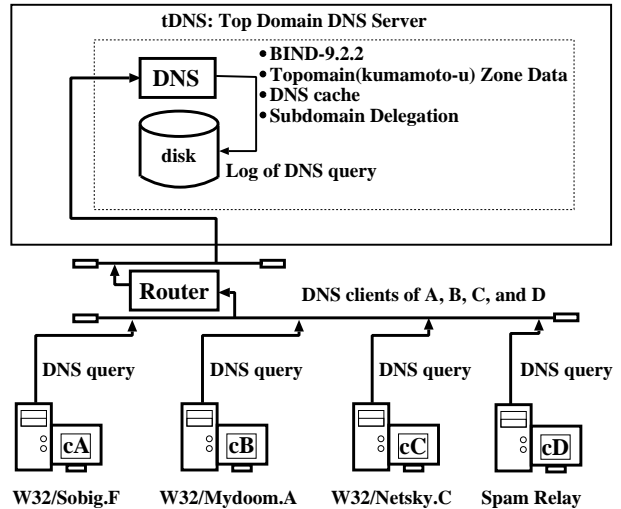 tDNS: Top Domain DNS Server
•BIND-9.2.2
•Topomain(kumamoto-u) Zone Data
•DNS cache
•Subdomain Delegation
DNS
disk
Log of DNS query
Router
DNS clients of A, B, C, and D
DNS query DNS query DNS query DNS query
cA cB cC cD
W32/Sobig.F W32/Mydoom.A W32/Netsky.C Spam Relay